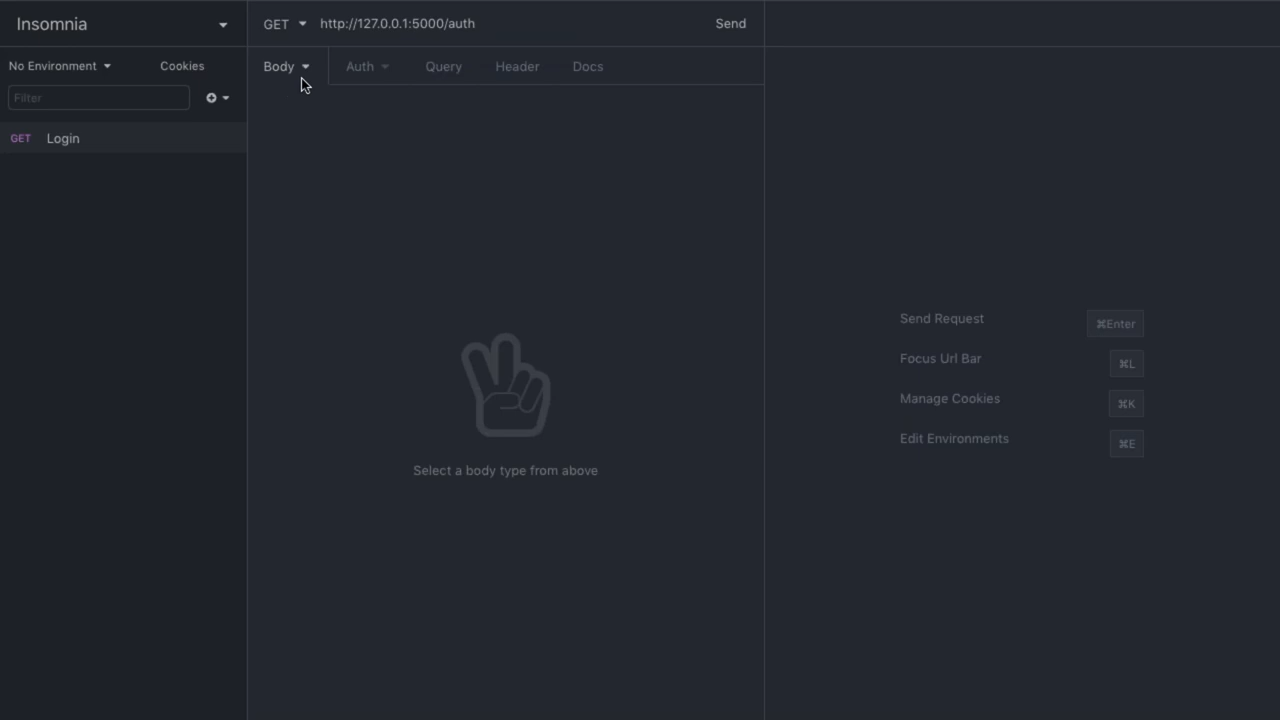 Insomnia
GET http://127.0.0.1:5000/auth Send
No Environment Cookies
Body Auth Query Header Docs
Filter
GET Login
Send Request ⌘Enter
Focus Url Bar ⌘L
Manage Cookies ⌘K
Edit Environments ⌘E
Select a body type from above